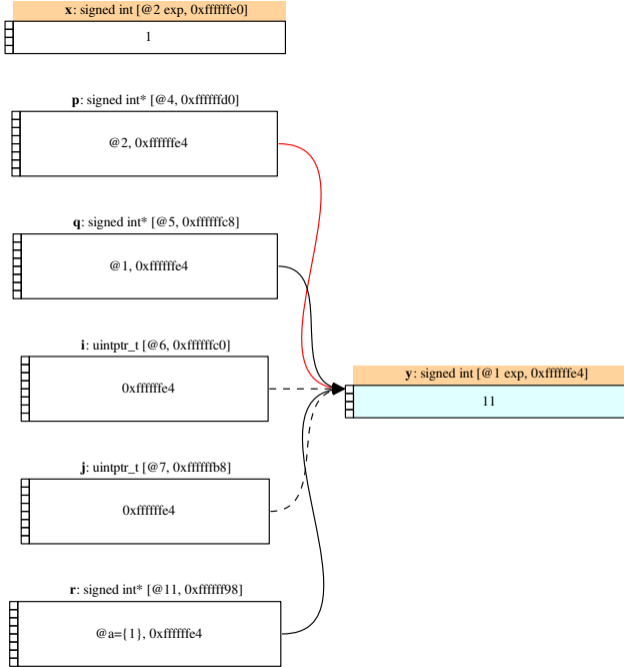 x: signed int [@2 exp, 0xffffffe0]
1
p: signed int* [@4, 0xffffffd0]
@2, 0xffffffe4
q: signed int* [@5, 0xffffffc8]
@1, 0xffffffe4
i: uintptr_t [@6, 0xffffffc0]
0xffffffe4
y: signed int [@1 exp, 0xffffffe4]
11
j: uintptr_t [@7, 0xffffffb8]
0xffffffe4
r: signed int* [@11, 0xffffff98]
@a={1}, 0xffffffe4